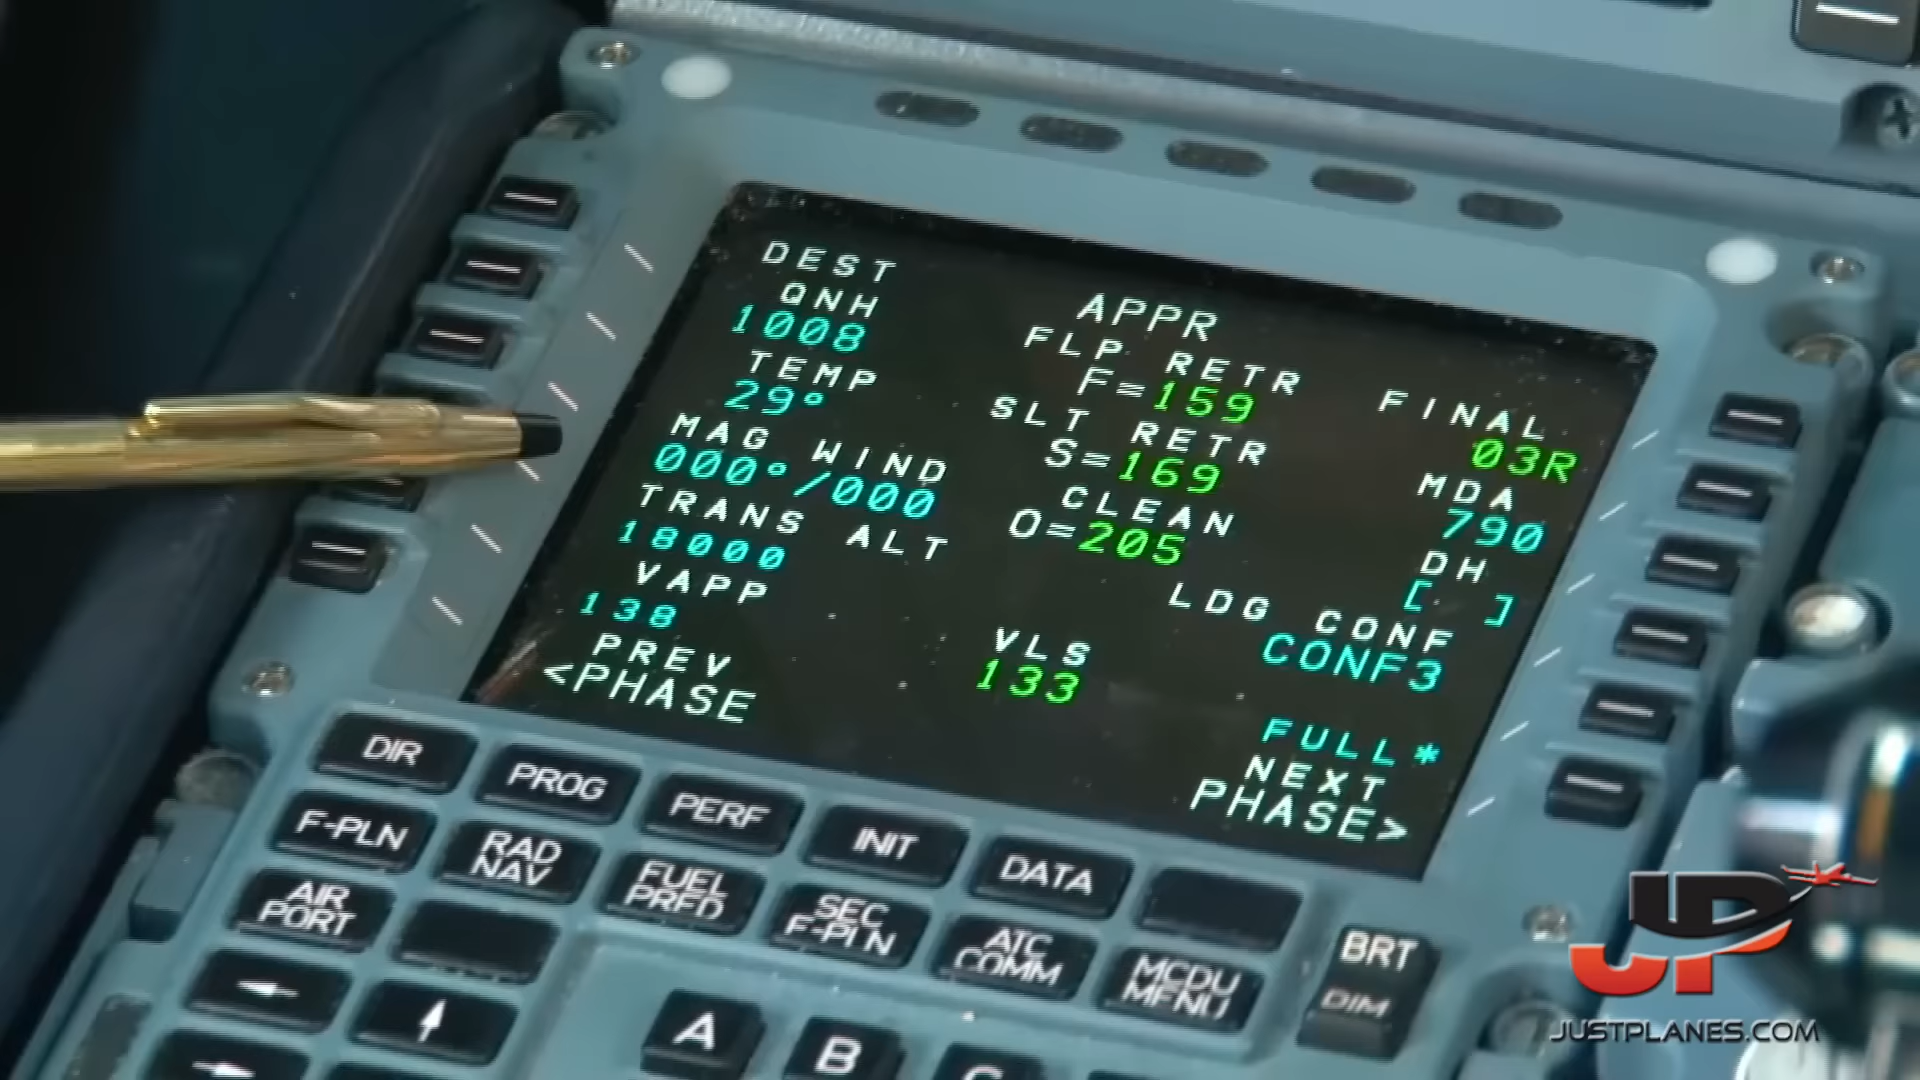 DEST
APPR
QNH
FLP RETR
FINAL
1008
F=159
03R
TEMP
SLT RETR
MDA
29°
S=169
790
MAG WIND
CLEAN
DH
000°/000
O=205
[ ]
TRANS ALT
LDG CONF
18000
CONF3
VAPP
VLS
138
133
FULL*
PREV
NEXT
<PHASE
PHASE>
DIR
PROG
PERF
INIT
DATA
F-PLN
RAD
NAV
FUEL
PRED
SEC
F-PLN
ATC
COMM
MCDU
MENU
BRT
DIM
AIR
PORT
A
B
C
JP
JUSTPLANES.COM